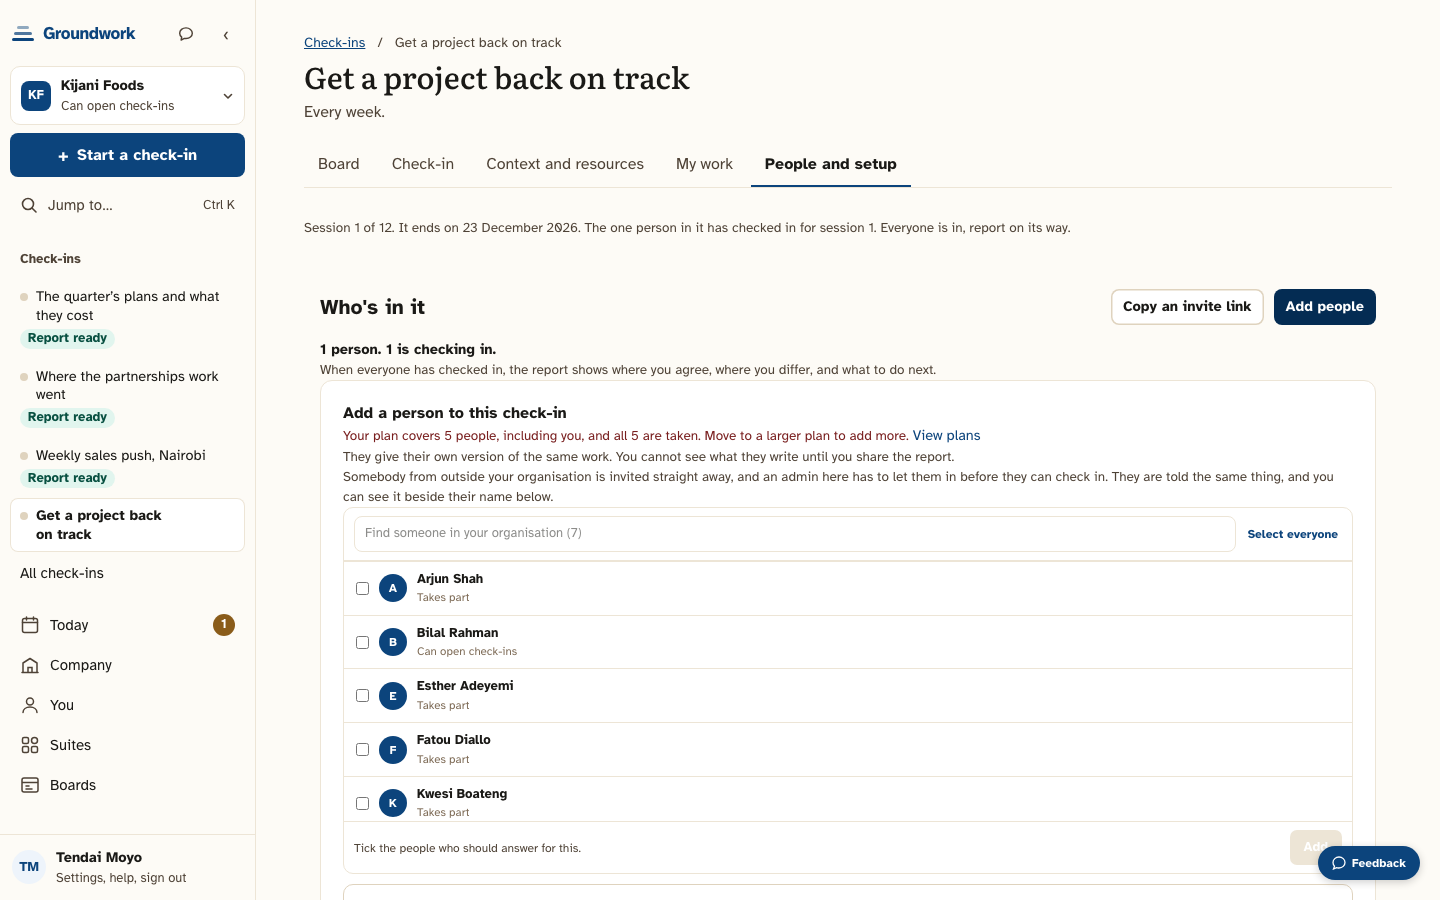 Groundwork
KF
Kijani Foods
Can open check-ins
+ Start a check-in
Jump to...
Ctrl K
Check-ins
The quarter's plans and what
they cost
Report ready
Where the partnerships work
went
Report ready
Weekly sales push, Nairobi
Report ready
Get a project back
on track
All check-ins
Today
1
Company
You
Suites
Boards
TM
Tendai Moyo
Settings, help, sign out
Check-ins / Get a project back on track
Get a project back on track
Every week.
Board
Check-in
Context and resources
My work
People and setup
Session 1 of 12. It ends on 23 December 2026. The one person in it has checked in for session 1. Everyone is in, report on its way.
Who's in it
Copy an invite link
Add people
1 person. 1 is checking in.
When everyone has checked in, the report shows where you agree, where you differ, and what to do next.
Add a person to this check-in
Your plan covers 5 people, including you, and all 5 are taken. Move to a larger plan to add more. View plans
They give their own version of the same work. You cannot see what they write until you share the report.
Somebody from outside your organisation is invited straight away, and an admin here has to let them in before they can check in. They are told the same thing, and you
can see it beside their name below.
Find someone in your organisation (7)
Select everyone
A
Arjun Shah
Takes part
B
Bilal Rahman
Can open check-ins
E
Esther Adeyemi
Takes part
F
Fatou Diallo
Takes part
K
Kwesi Boateng
Takes part
Tick the people who should answer for this.
Add
Feedback